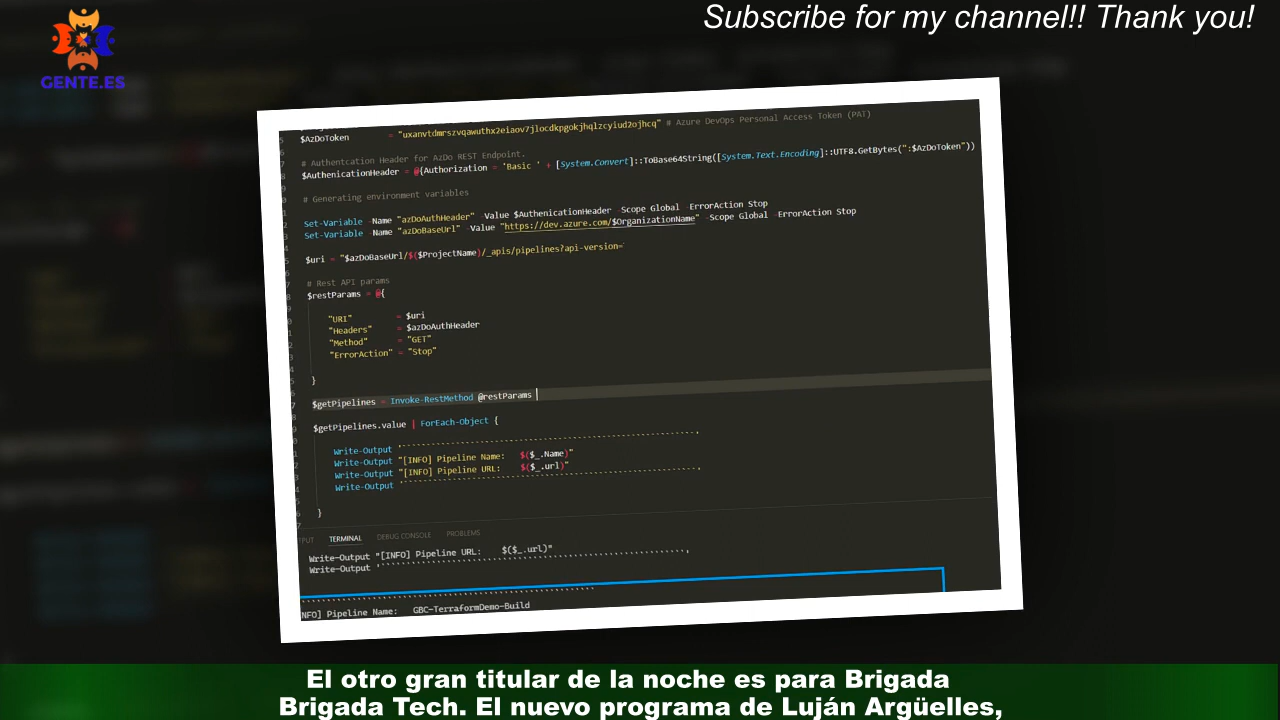 Subscribe for my channel!! Thank you!
GENTE.ES
$AzDoToken = "uxanvtdmrszvqawuthx2eiaov7jlocdkpgokjhqlzcyiud2ojhcq" # Azure DevOps Personal Access Token (PAT)
# Authentcation Header for AzDo REST Endpoint.
$AuthenicationHeader = @{Authorization = 'Basic ' + [System.Convert]::ToBase64String([System.Text.Encoding]::UTF8.GetBytes(":$AzDoToken"))
# Generating environment variables
Set-Variable -Name "azDoAuthHeader" -Value $AuthenicationHeader -Scope Global -ErrorAction Stop
Set-Variable -Name "azDoBaseUrl" -Value "https://dev.azure.com/$OrganizationName" -Scope Global -ErrorAction Stop
$uri = "$azDoBaseUrl/$($ProjectName)/_apis/pipelines?api-version=
# Rest API params
$restParams = @{
"URI" = $uri
"Headers" = $azDoAuthHeader
"Method" = "GET"
"ErrorAction" = "Stop"
}
$getPipelines = Invoke-RestMethod @restParams
$getPipelines.value | ForEach-Object {
Write-Output
Write-Output "[INFO] Pipeline Name: $($_.Name)"
Write-Output "[INFO] Pipeline URL: $($_.url)"
Write-Output
}
PUT TERMINAL DEBUG CONSOLE PROBLEMS
Write-Output "[INFO] Pipeline URL: $($_.url)"
Write-Output
NFO] Pipeline Name: GBC-TerraformDemo-Build
El otro gran titular de la noche es para Brigada
Brigada Tech. El nuevo programa de Luján Argüelles,